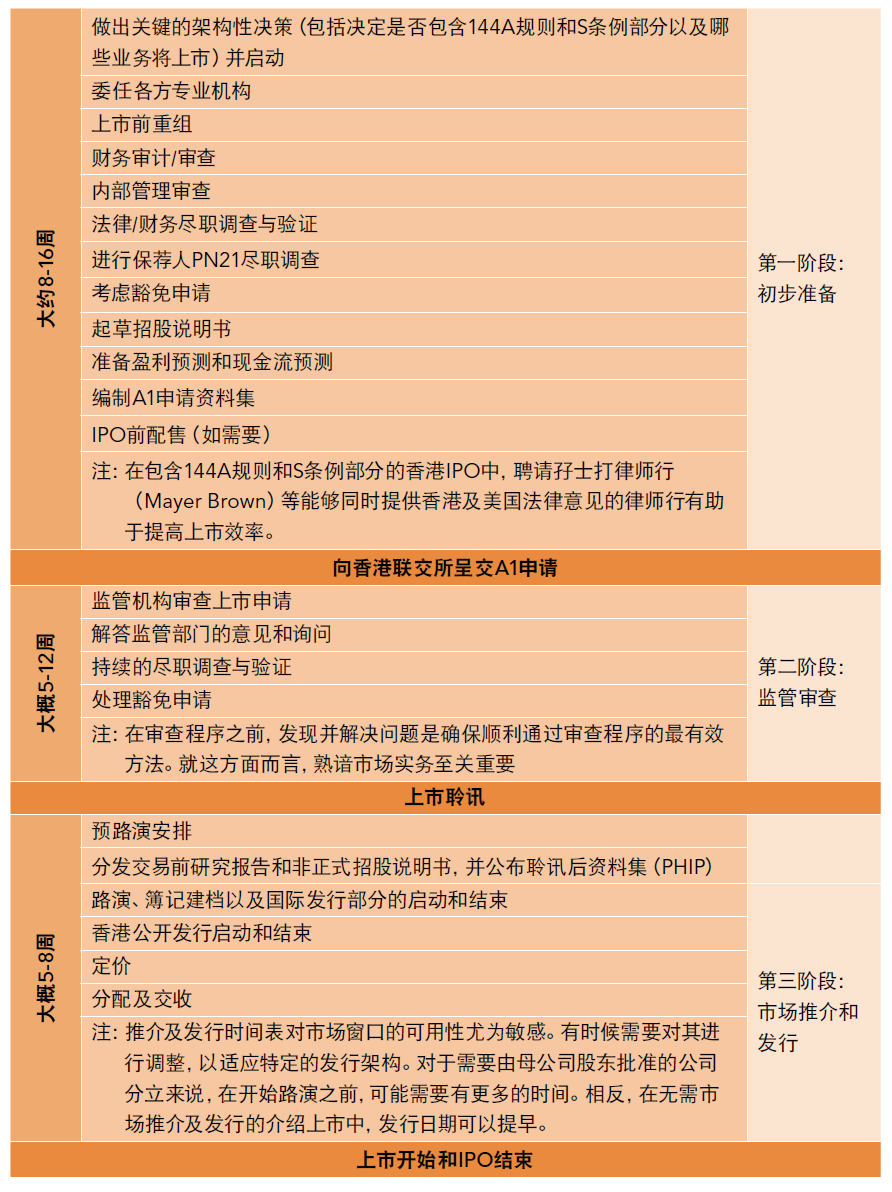 大约8-16周
做出关键的架构性决策（包括决定是否包含144A规则和S条例部分以及哪
些业务将上市）并启动
委任各方专业机构
上市前重组
财务审计/审查
内部管理审查
法律/财务尽职调查与验证
进行保荐人PN21尽职调查
考虑豁免申请
起草招股说明书
准备盈利预测和现金流预测
编制A1申请资料集
IPO前配售（如需要）
注：在包含144A规则和S条例部分的香港IPO中，聘请孖士打律师行
（Mayer Brown）等能够同时提供香港及美国法律意见的律师行有助
于提高上市效率。
第一阶段：
初步准备
向香港联交所呈交A1申请
大概5-12周
监管机构审查上市申请
解答监管部门的意见和询问
持续的尽职调查与验证
处理豁免申请
注：在审查程序之前，发现并解决问题是确保顺利通过审查程序的最有效
方法。就这方面而言，熟谙市场实务至关重要
第二阶段：
监管审查
上市聆讯
大概5-8周
预路演安排
分发交易前研究报告和非正式招股说明书，并公布聆讯后资料集（PHIP）
路演、簿记建档以及国际发行部分的启动和结束
香港公开发行启动和结束
定价
分配及交收
注：推介及发行时间表对市场窗口的可用性尤为敏感。有时候需要对其进
行调整，以适应特定的发行架构。对于需要由母公司股东批准的公司
分立来说，在开始路演之前，可能需要有更多的时间。相反，在无需市
场推介及发行的介绍上市中，发行日期可以提早。
第三阶段：
市场推介和
发行
上市开始和IPO结束